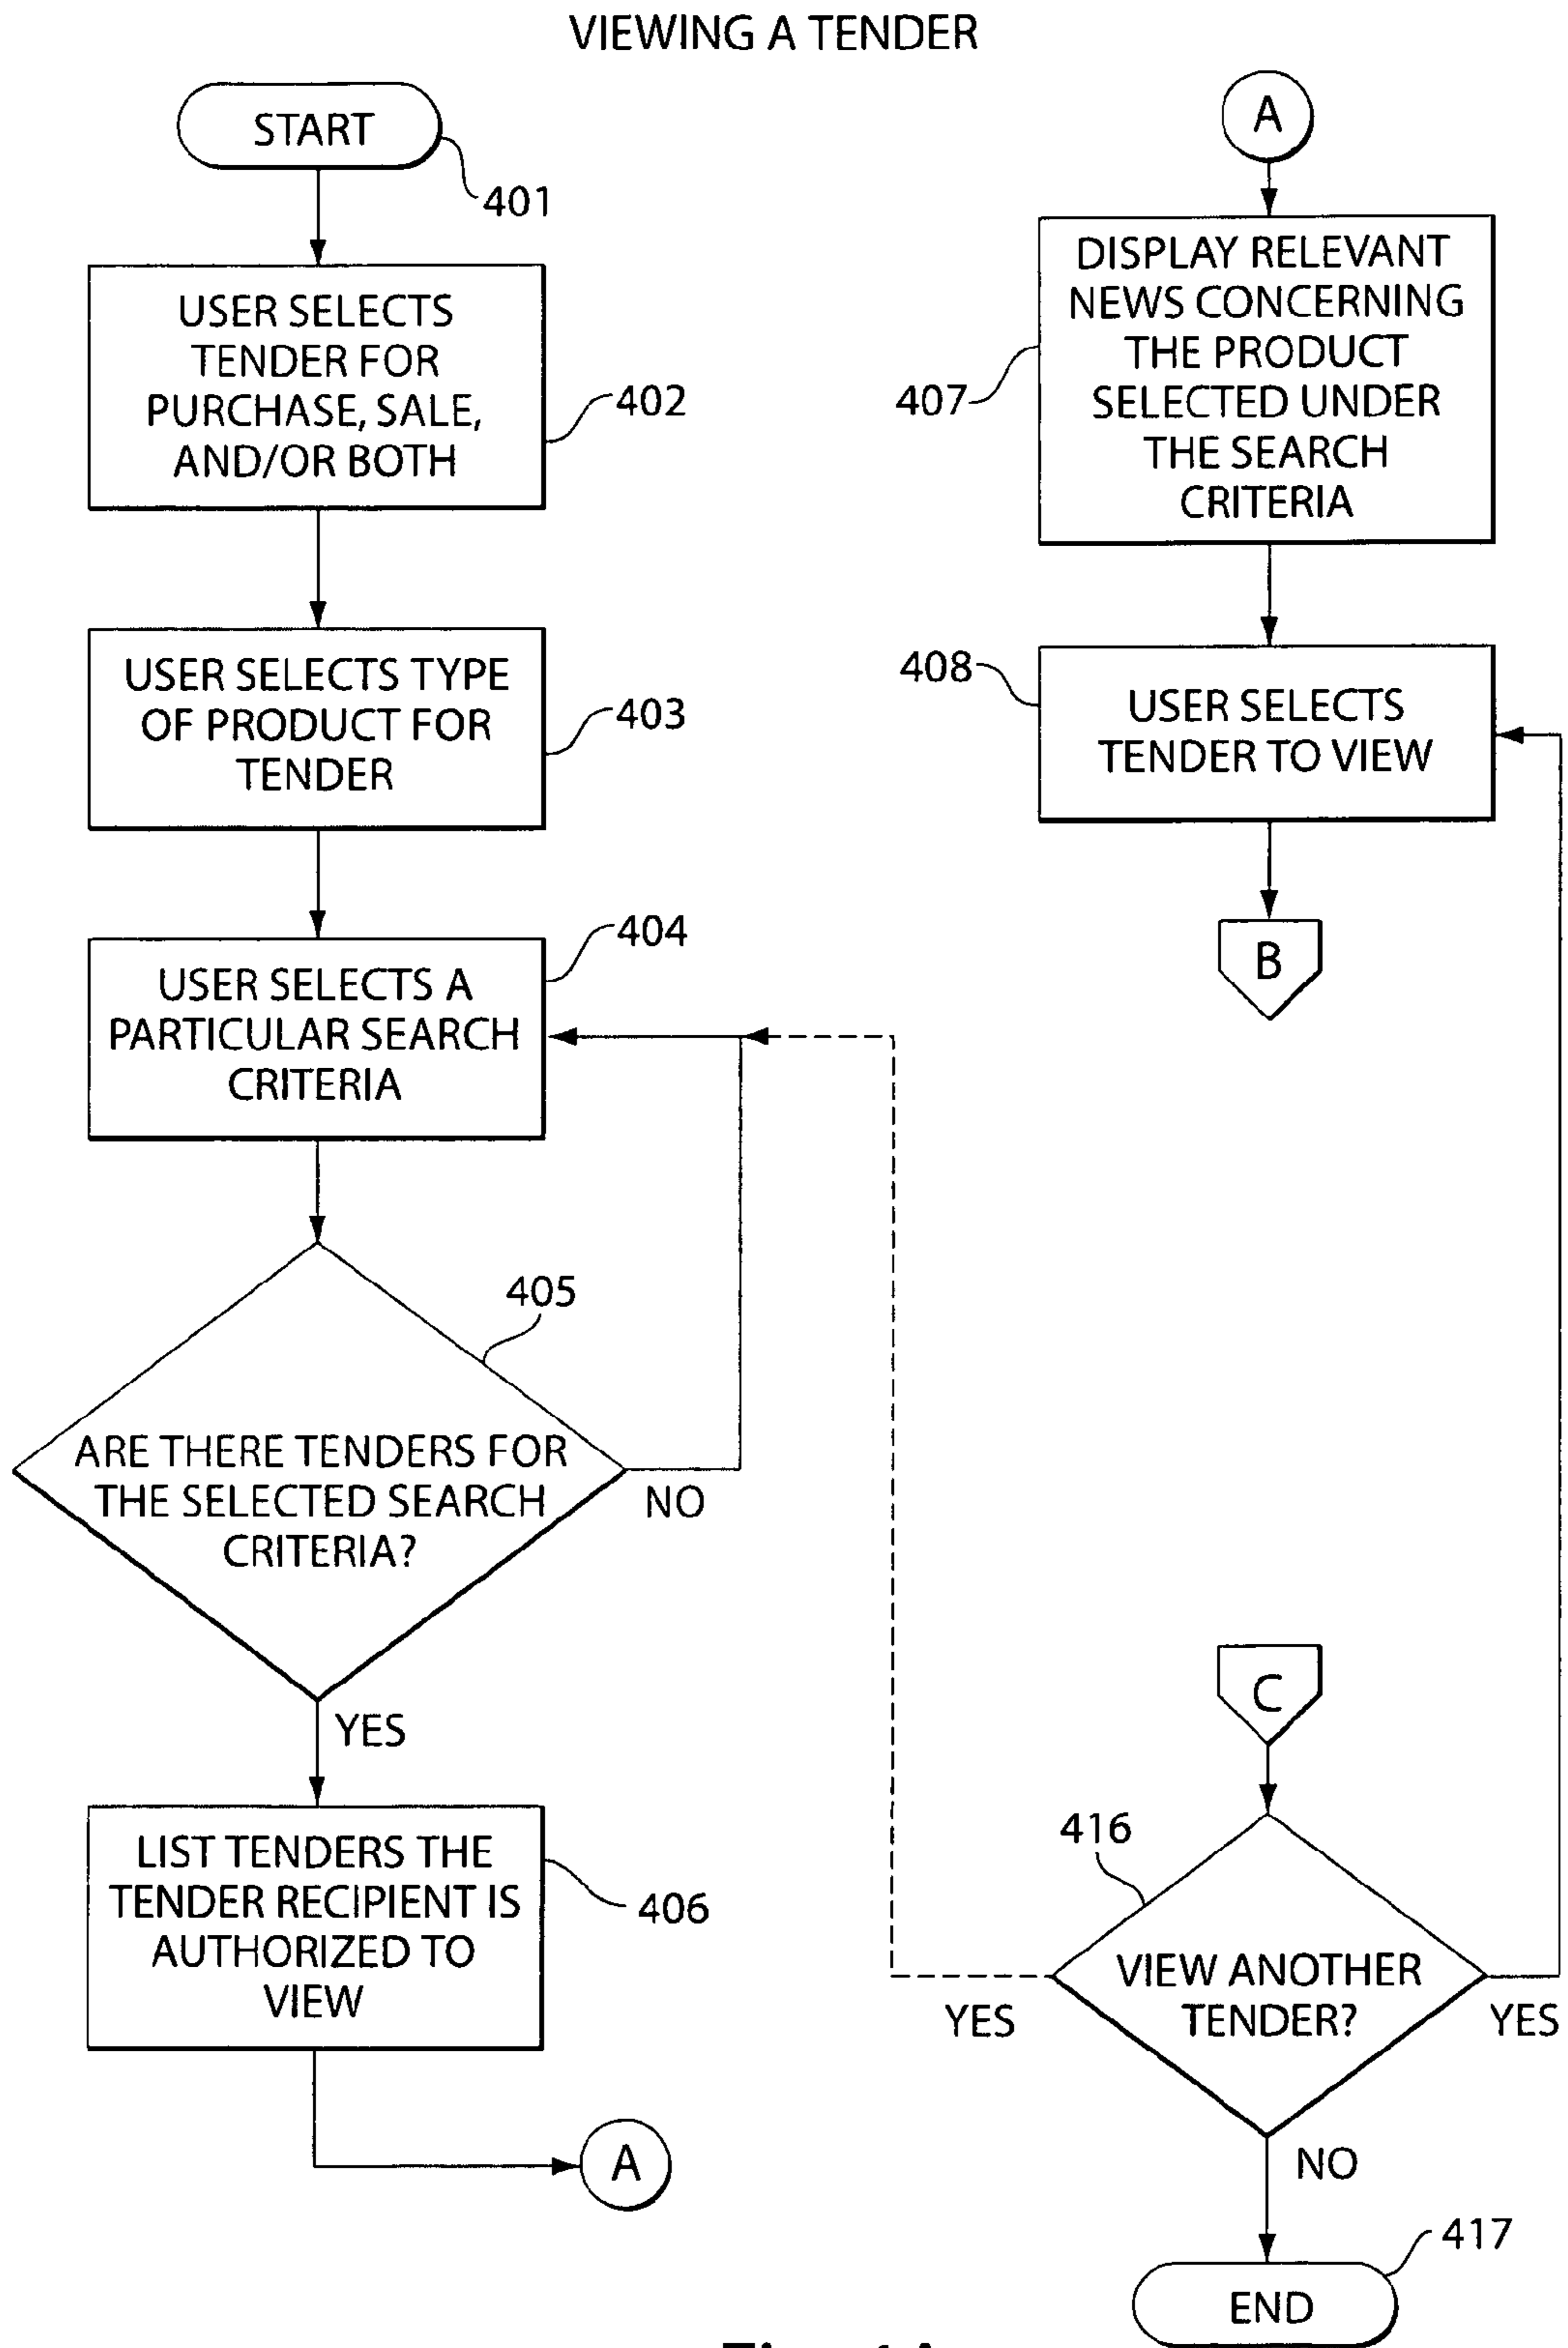 VIEWING A TENDER
START
401
USER SELECTS
TENDER FOR
PURCHASE, SALE,
AND/OR BOTH
402
USER SELECTS TYPE
OF PRODUCT FOR
TENDER
403
USER SELECTS A
PARTICULAR SEARCH
CRITERIA
404
405
ARE THERE TENDERS FOR
THE SELECTED SEARCH
CRITERIA?
NO
YES
LIST TENDERS THE
TENDER RECIPIENT IS
AUTHORIZED TO
VIEW
406
A
A
DISPLAY RELEVANT
NEWS CONCERNING
THE PRODUCT
SELECTED UNDER
THE SEARCH
CRITERIA
407
408
USER SELECTS
TENDER TO VIEW
B
C
416
VIEW ANOTHER
TENDER?
YES
YES
NO
417
END